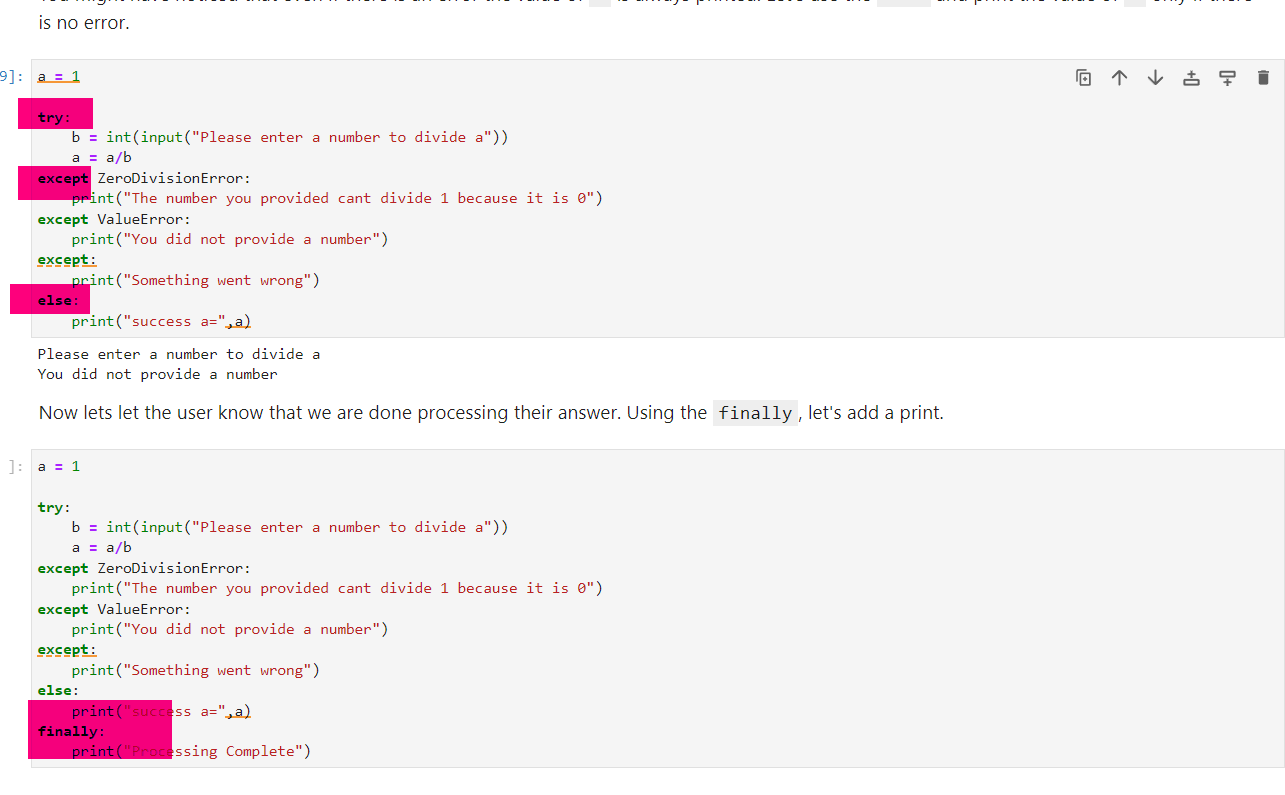 is no error.
9]: a = 1
try:
b = int(input("Please enter a number to divide a"))
a = a/b
except ZeroDivisionError:
print("The number you provided cant divide 1 because it is 0")
except ValueError:
print("You did not provide a number")
except:
print("Something went wrong")
else:
print("success a=",a)
Please enter a number to divide a
You did not provide a number
Now lets let the user know that we are done processing their answer. Using the finally, let's add a print.
]: a = 1
try:
b = int(input("Please enter a number to divide a"))
a = a/b
except ZeroDivisionError:
print("The number you provided cant divide 1 because it is 0")
except ValueError:
print("You did not provide a number")
except:
print("Something went wrong")
else:
print("success a=",a)
finally:
print("Processing Complete")